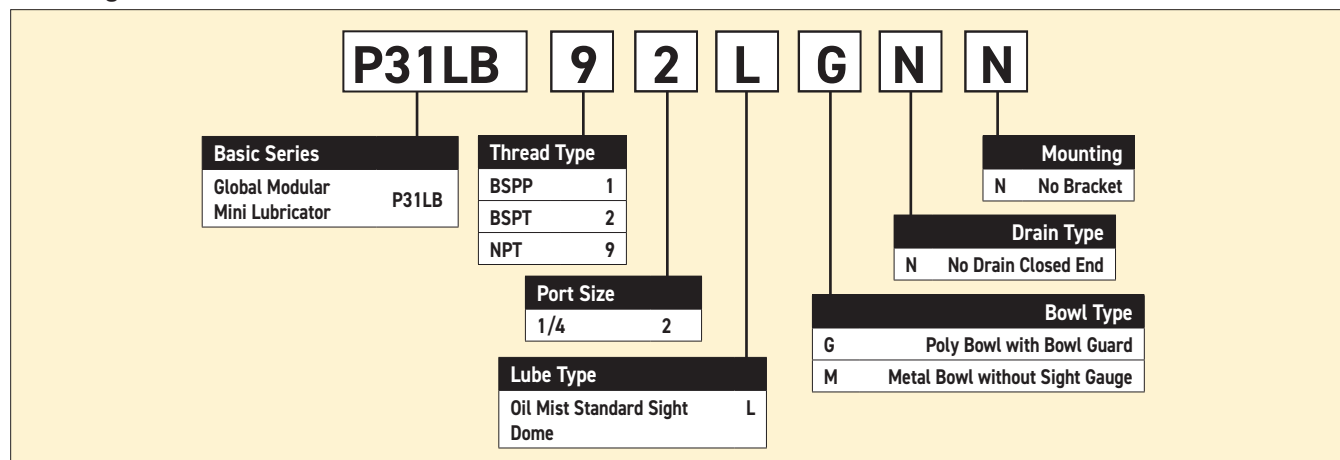 P31LB 9 2 L G N N
Basic Series
Global Modular
Mini Lubricator P31LB
Thread Type
BSPP 1
BSPT 2
NPT 9
Port Size
1/4 2
Lube Type
Oil Mist Standard Sight L
Dome
Mounting
N No Bracket
Drain Type
N No Drain Closed End
Bowl Type
G Poly Bowl with Bowl Guard
M Metal Bowl without Sight Gauge